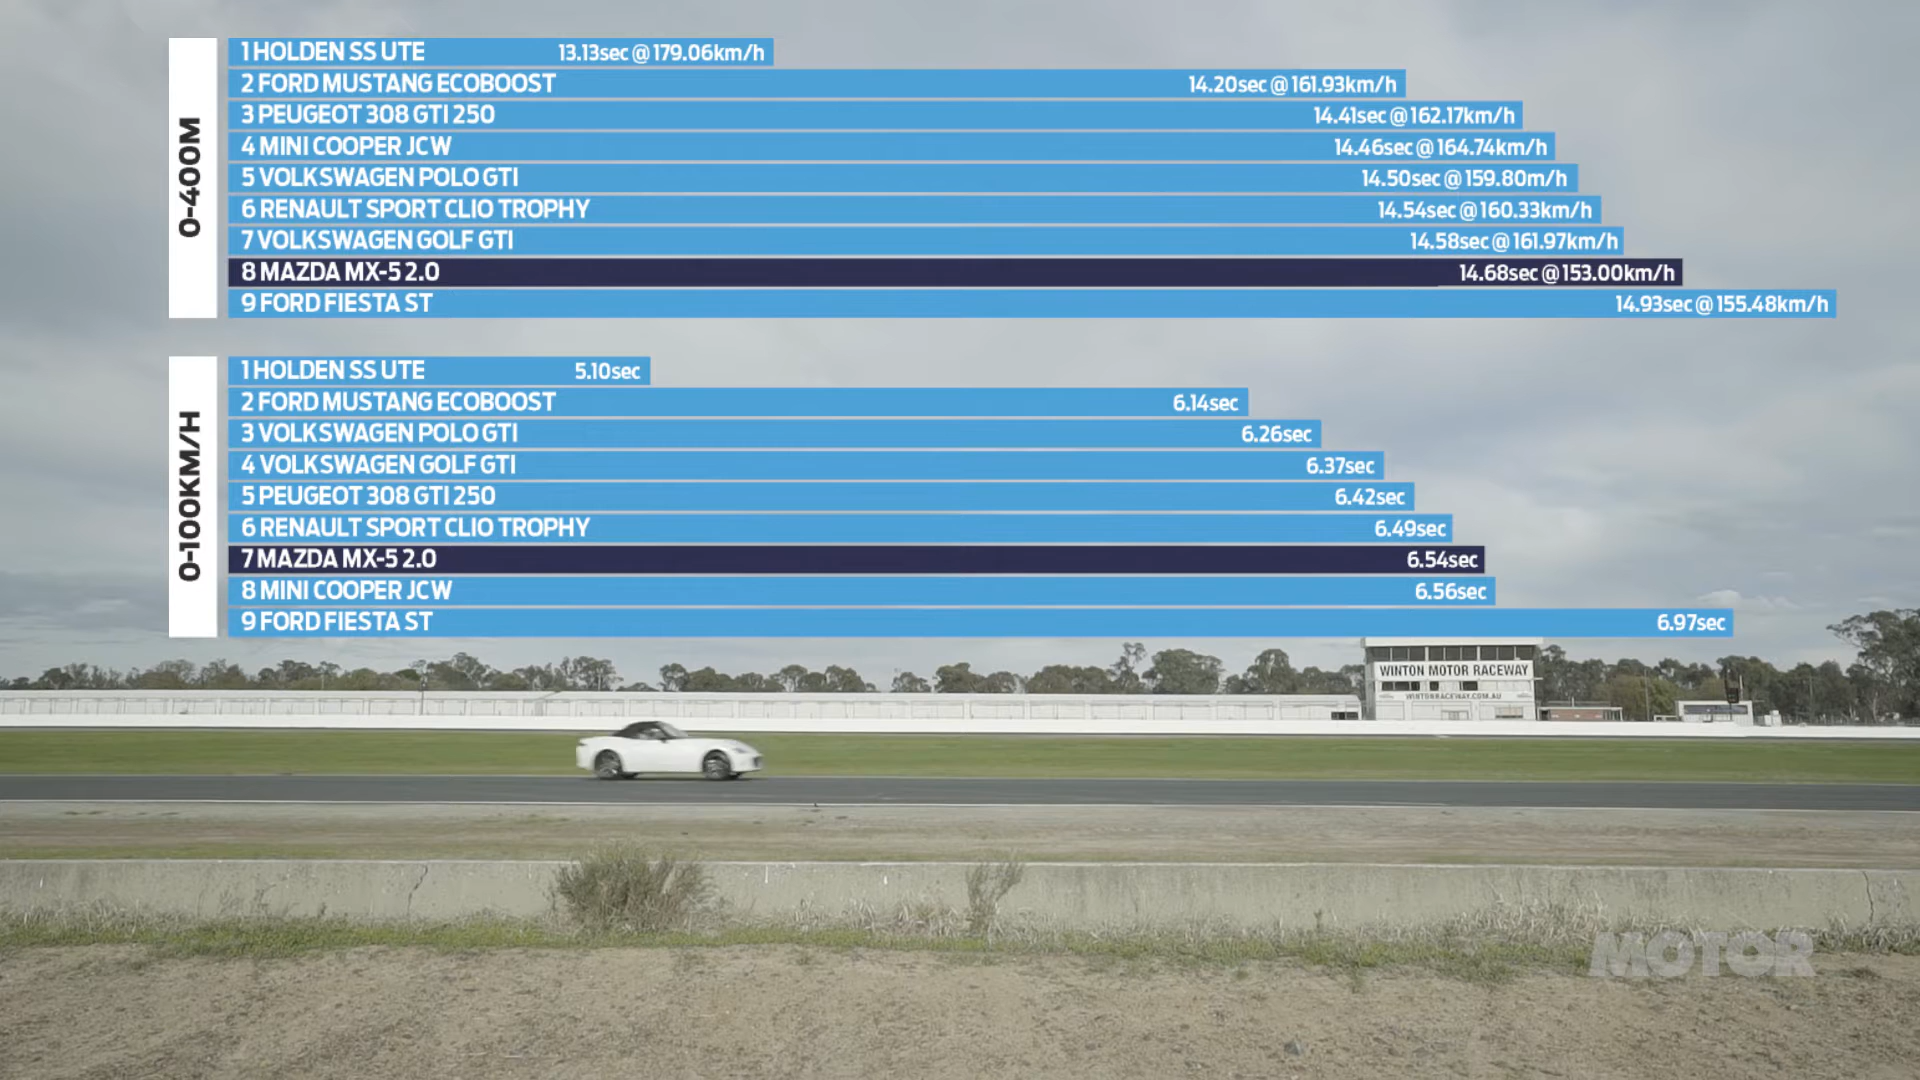 0-400M
1 HOLDEN SS UTE 13.13sec @ 179.06km/h
2 FORD MUSTANG ECOBOOST 14.20sec @ 161.93km/h
3 PEUGEOT 308 GTI 250 14.41sec @ 162.17km/h
4 MINI COOPER JCW 14.46sec @ 164.74km/h
5 VOLKSWAGEN POLO GTI 14.50sec @ 159.80m/h
6 RENAULT SPORT CLIO TROPHY 14.54sec @ 160.33km/h
7 VOLKSWAGEN GOLF GTI 14.58sec @ 161.97km/h
8 MAZDA MX-5 2.0 14.68sec @ 153.00km/h
9 FORD FIESTA ST 14.93sec @ 155.48km/h
0-100KM/H
1 HOLDEN SS UTE 5.10sec
2 FORD MUSTANG ECOBOOST 6.14sec
3 VOLKSWAGEN POLO GTI 6.26sec
4 VOLKSWAGEN GOLF GTI 6.37sec
5 PEUGEOT 308 GTI 250 6.42sec
6 RENAULT SPORT CLIO TROPHY 6.49sec
7 MAZDA MX-5 2.0 6.54sec
8 MINI COOPER JCW 6.56sec
9 FORD FIESTA ST 6.97sec
WINTON MOTOR RACEWAY
WINTONRACEWAY.COM.AU
MOTOR